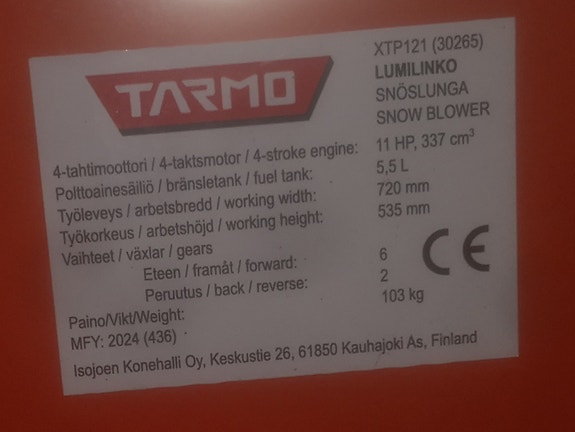 TARMO
XTP121 (30265)
LUMILINKO
SNÖSLUNGA
SNOW BLOWER
4-tahtimoottori / 4-taktsmotor / 4-stroke engine: 11 HP, 337 cm³
Polttoainesäiliö / bränsletank / fuel tank: 5,5 L
Työleveys / arbetsbredd / working width: 720 mm
Työkorkeus / arbetshöjd / working height: 535 mm
Vaihteet / växlar / gears
Eteen / framåt / forward: 6
Peruutus / back / reverse: 2
Paino/Vikt/Weight: 103 kg
CE
MFY: 2024 (436)
Isojoen Konehalli Oy, Keskustie 26, 61850 Kauhajoki As, Finland